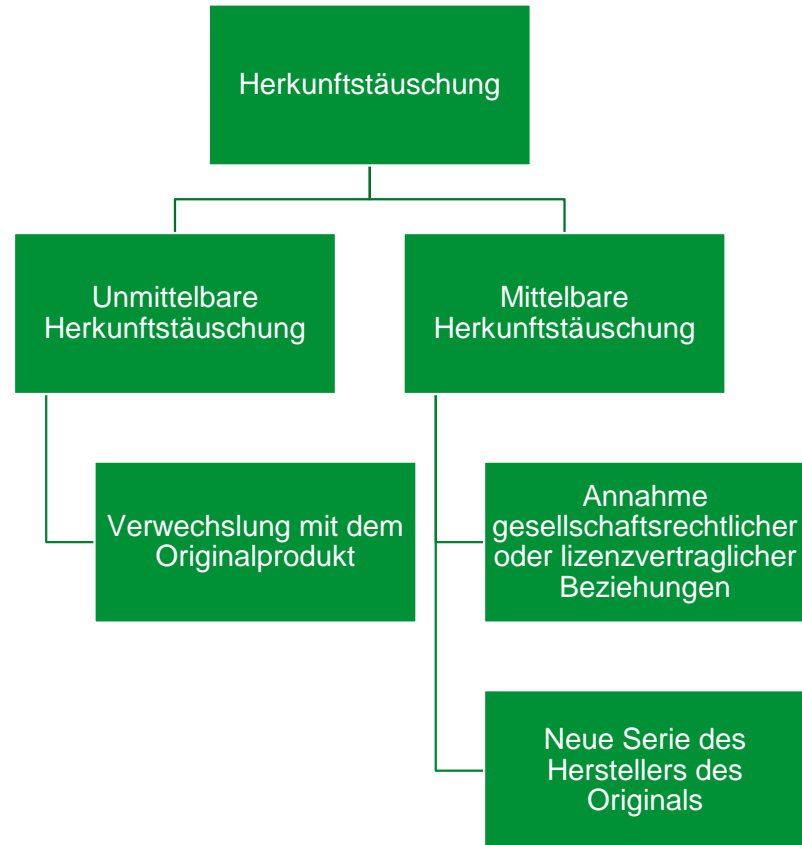 Herkunftstäuschung
Unmittelbare
Herkunftstäuschung
Mittelbare
Herkunftstäuschung
Verwechslung mit dem
Originalprodukt
Annahme
gesellschaftsrechtlicher
oder lizenzvertraglicher
Beziehungen
Neue Serie des
Herstellers des
Originals